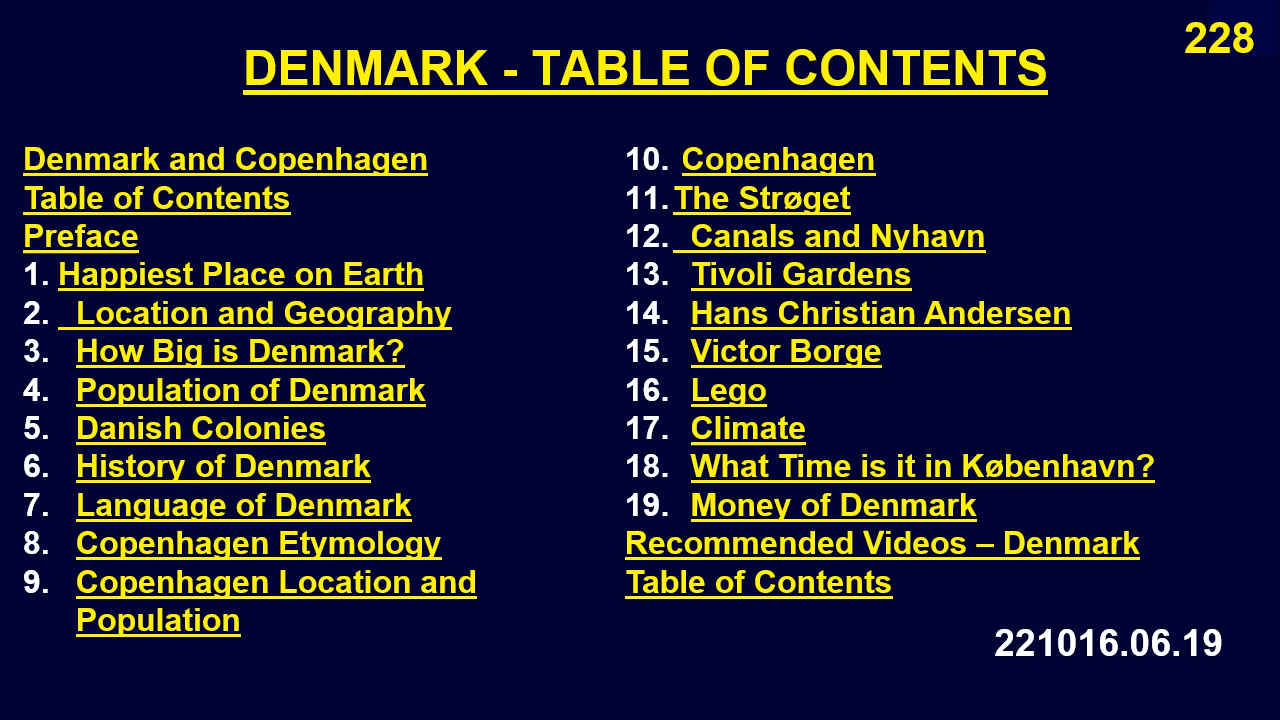 228
DENMARK - TABLE OF CONTENTS
Denmark and Copenhagen
Table of Contents
Preface
1. Happiest Place on Earth
2. Location and Geography
3. How Big is Denmark?
4. Population of Denmark
5. Danish Colonies
6. History of Denmark
7. Language of Denmark
8. Copenhagen Etymology
9. Copenhagen Location and
Population
10. Copenhagen
11. The Strøget
12. Canals and Nyhavn
13. Tivoli Gardens
14. Hans Christian Andersen
15. Victor Borge
16. Lego
17. Climate
18. What Time is it in København?
19. Money of Denmark
Recommended Videos – Denmark
Table of Contents
221016.06.19